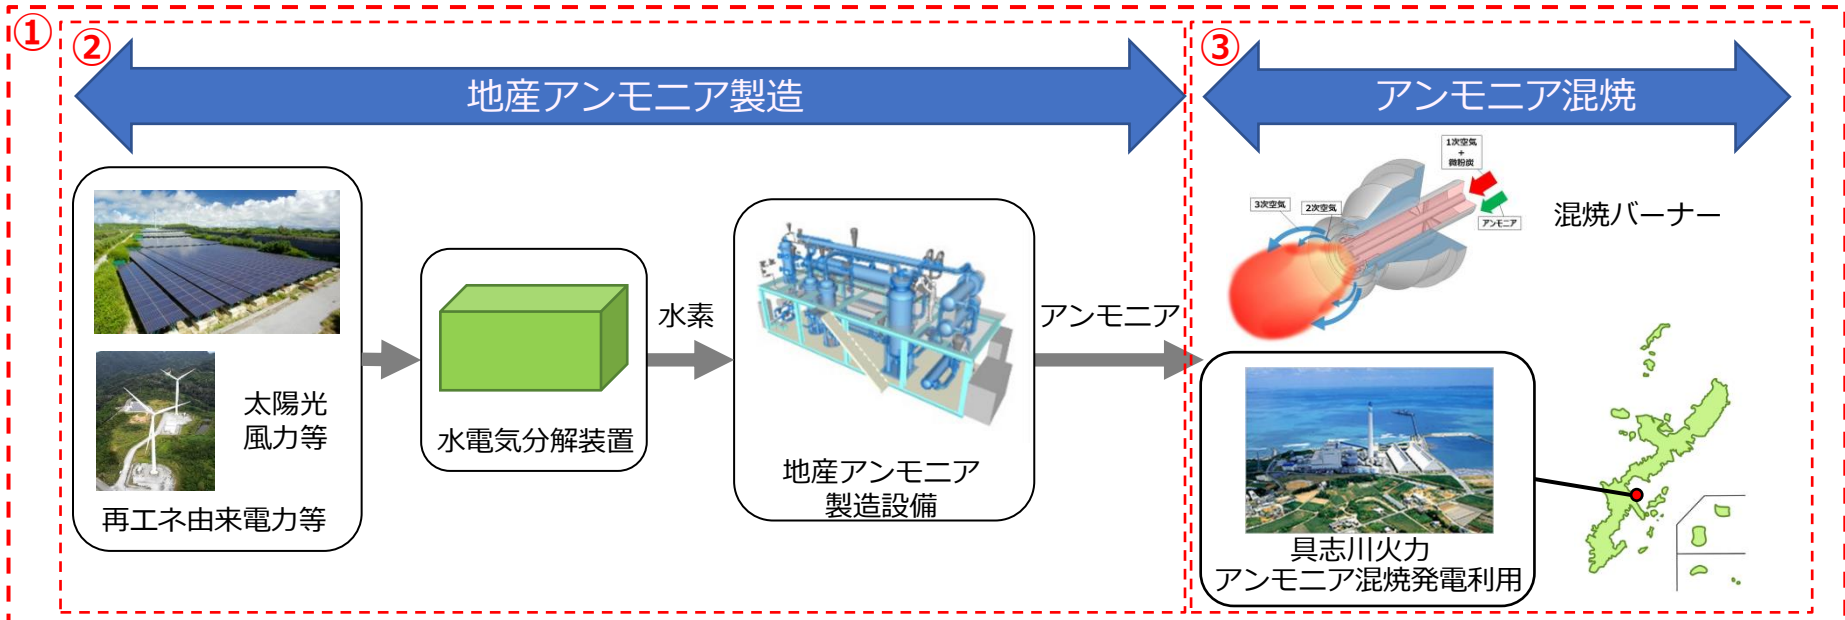 ①
②
地産アンモニア製造
③
アンモニア混焼
1次空気
+
微粉炭
3次空気
2次空気
アンモニア
混焼バーナー
水素
アンモニア
太陽光
風力等
再エネ由来電力等
水電気分解装置
地産アンモニア
製造設備
具志川火力
アンモニア混焼発電利用